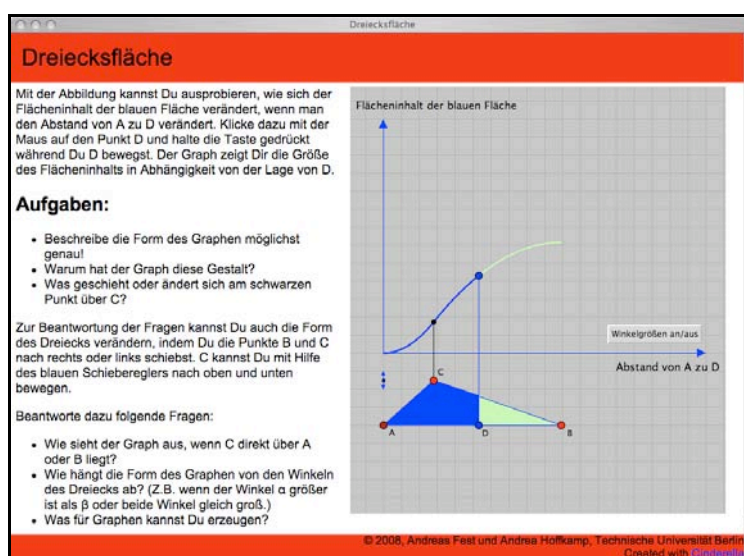 Dreiecksfläche
Dreiecksfläche
Mit der Abbildung kannst Du ausprobieren, wie sich der
Flächeninhalt der blauen Fläche verändert, wenn man
den Abstand von A zu D verändert. Klicke dazu mit der
Maus auf den Punkt D und halte die Taste gedrückt
während Du D bewegst. Der Graph zeigt Dir die Größe
des Flächeninhalts in Abhängigkeit von der Lage von D.
Aufgaben:
• Beschreibe die Form des Graphen möglichst
genau!
• Warum hat der Graph diese Gestalt?
• Was geschieht oder ändert sich am schwarzen
Punkt über C?
Zur Beantwortung der Fragen kannst Du auch die Form
des Dreiecks verändern, indem Du die Punkte B und C
nach rechts oder links schiebst. C kannst Du mit Hilfe
des blauen Schiebereglers nach oben und unten
bewegen.
Beantworte dazu folgende Fragen:
• Wie sieht der Graph aus, wenn C direkt über A
oder B liegt?
• Wie hängt die Form des Graphen von den Winkeln
des Dreiecks ab? (Z.B. wenn der Winkel α größer
ist als β oder beide Winkel gleich groß.)
• Was für Graphen kannst Du erzeugen?
Flächeninhalt der blauen Fläche
Winkelgrößen an/aus
Abstand von A zu D
C
A
D
B
© 2008, Andreas Fest und Andrea Hoffkamp, Technische Universität Berlin
Created with Cinderella